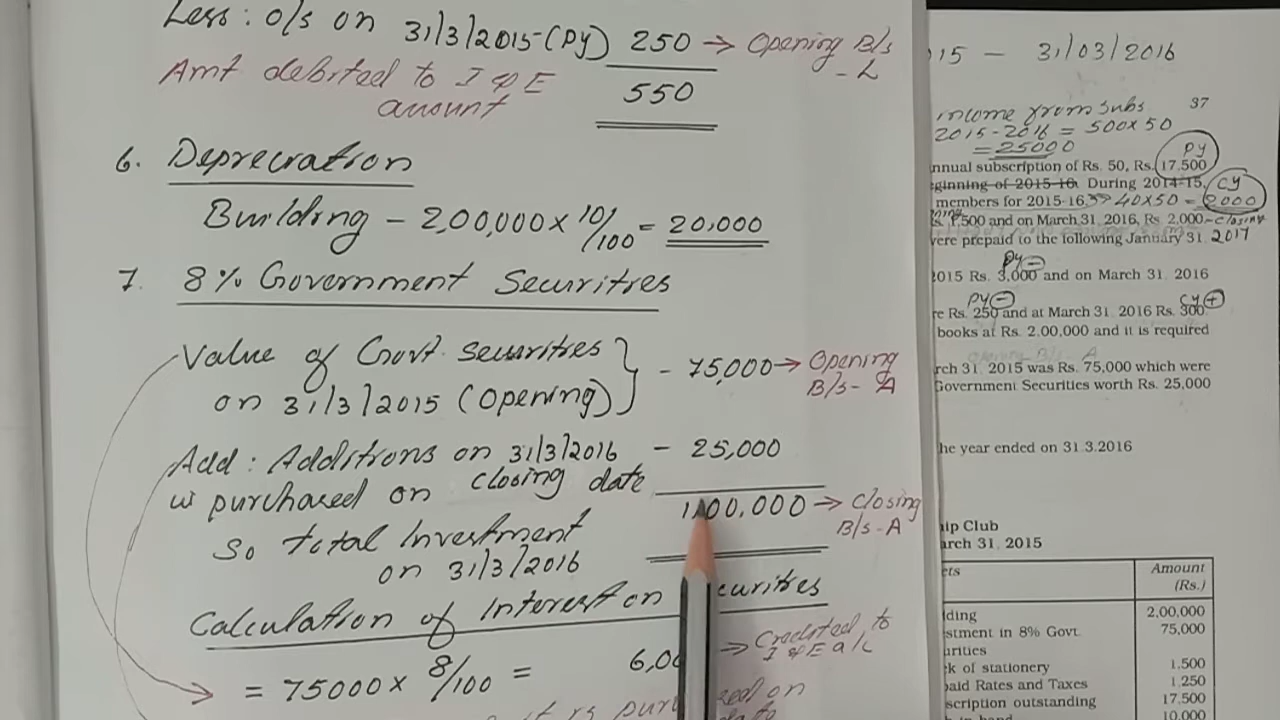 Less: O/s on 31/3/2015-(PY) 250 → Opening B/s - L
Amt debited to I & E amount 550
6. Depreciation
Building - 2,00,000 × 10/100 = 20,000
7. 8% Government Securities
Value of Govt. Securities
on 31/3/2015 (Opening) } - 75,000 → Opening B/s - A
Add: Additions on 31/3/2016 - 25,000
purchased on closing date
1,00,000 → Closing B/s - A
So total Investment
on 31/3/2016
Calculation of Interest on
= 75000 × 8/100 = → Credited to I & E a/c
15 - 31/03/2016
37
income from Subs
2015-2016 = 500 × 50
= 25000
PY
nnual subscription of Rs. 50, Rs. 17,500
ginning of 2015-16. During 2014-15, CY
members for 2015-16 → 40×50 = 2000
500 and on March 31, 2016, Rs. 2,000 - Closing
ere prepaid to the following January 31. 2017
PY -
2015 Rs. 3,000 and on March 31, 2016
PY - CY +
re Rs. 250 and at March 31, 2016 Rs. 300.
books at Rs. 2,00,000 and it is required
rch 31, 2015 was Rs. 75,000 which were
Government Securities worth Rs. 25,000
he year ended on 31.3.2016
ip Club
arch 31, 2015
ets Amount
(Rs.)
ding 2,00,000
stment in 8% Govt. 75,000
urities
k of stationery 1,500
aid Rates and Taxes 1,250
scription outstanding 17,500
10,000